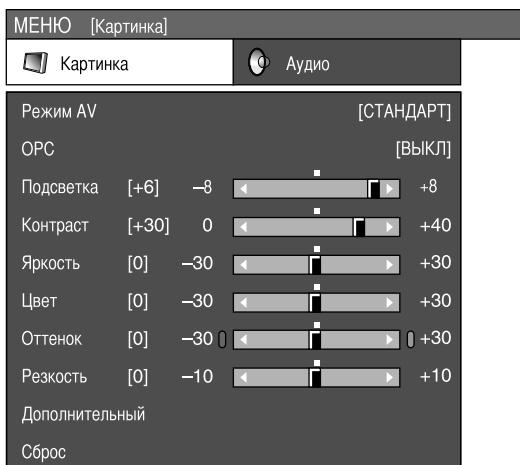 МЕНЮ [Картинка]
Картинка Аудио
Режим AV [СТАНДАРТ]
OPC [ВЫКЛ]
Подсветка [+6] –8 +8
Контраст [+30] 0 +40
Яркость [0] –30 +30
Цвет [0] –30 +30
Оттенок [0] –30 +30
Резкость [0] –10 +10
Дополнительный
Сброс